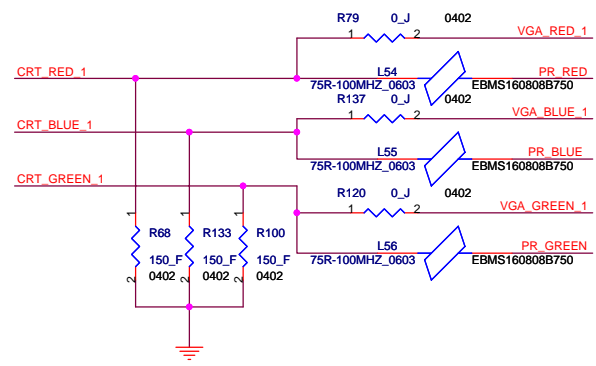 R79 0_J 0402
1 2 VGA_RED_1
CRT_RED_1 L54 PR_RED
75R-100MHZ_0603 EBMS160808B750
R137 0_J 0402
1 2 VGA_BLUE_1
CRT_BLUE_1
L55 PR_BLUE
75R-100MHZ_0603 EBMS160808B750
CRT_GREEN_1
R120 0_J 0402
1 2 VGA_GREEN_1
1 1 1
R68 R133 R100
L56 PR_GREEN
150_F 150_F 150_F 75R-100MHZ_0603 EBMS160808B750
2 0402 2 0402 2 0402